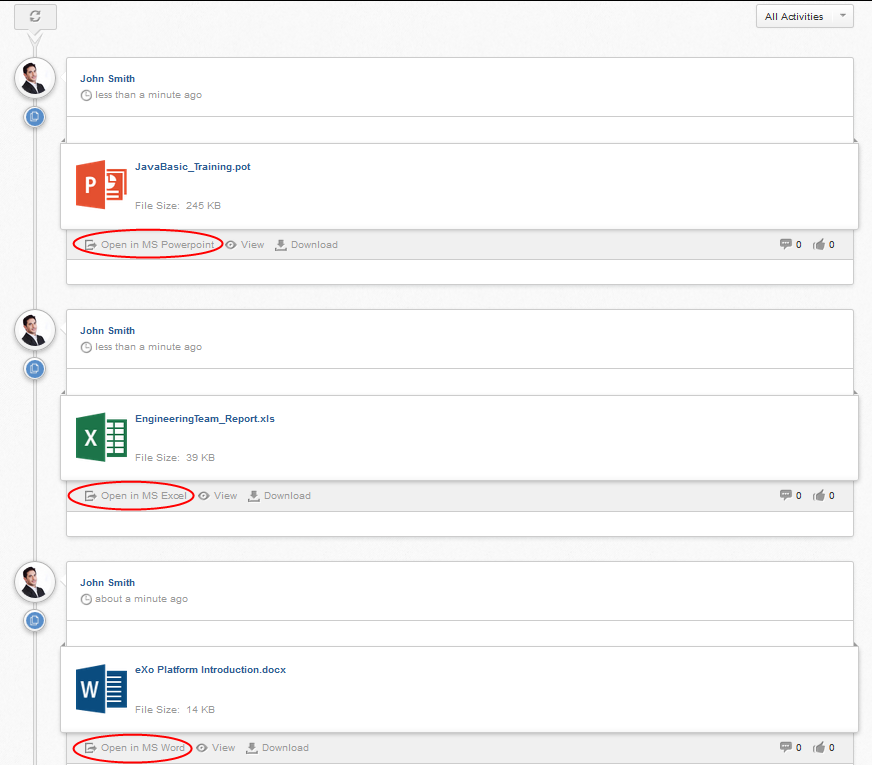 All Activities
John Smith
less than a minute ago
P
JavaBasic_Training.pot
File Size: 245 KB
Open in MS Powerpoint View Download 0 0
John Smith
less than a minute ago
X
EngineeringTeam_Report.xls
File Size: 39 KB
Open in MS Excel View Download 0 0
John Smith
about a minute ago
W
eXo Platform Introduction.docx
File Size: 14 KB
Open in MS Word View Download 0 0